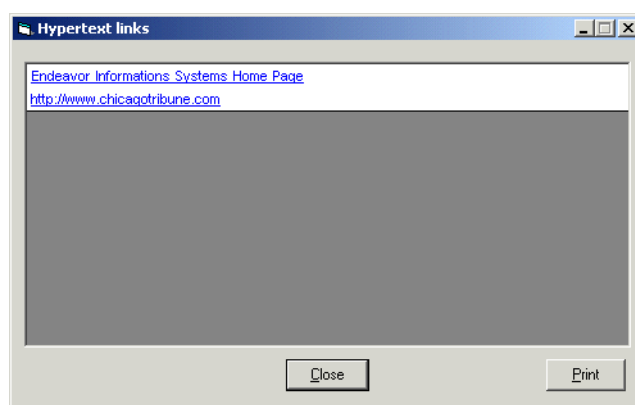 Hypertext links
Endeavor Informations Systems Home Page
http://www.chicagotribune.com
Close
Print